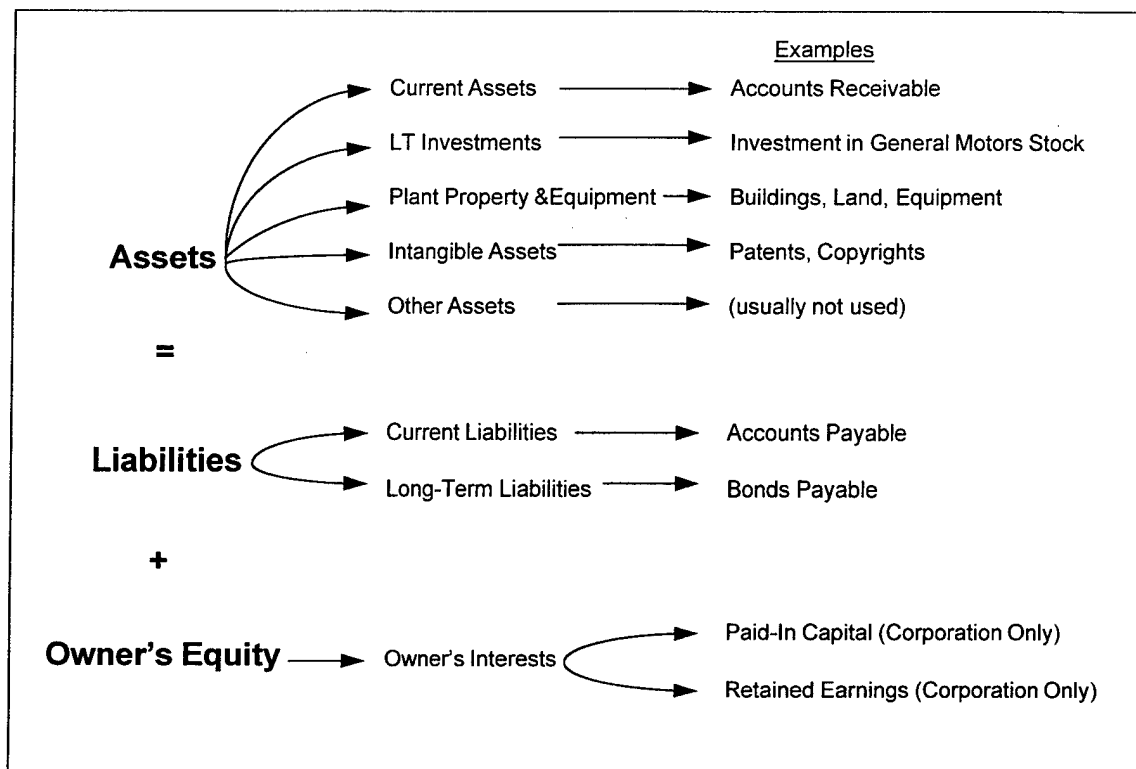 Examples
Current Assets Accounts Receivable
LT Investments Investment in General Motors Stock
Plant Property &Equipment Buildings, Land, Equipment
Assets Intangible Assets Patents, Copyrights
Other Assets (usually not used)
=
Current Liabilities Accounts Payable
Liabilities
Long-Term Liabilities Bonds Payable
+
Paid-In Capital (Corporation Only)
Owner's Equity Owner's Interests
Retained Earnings (Corporation Only)